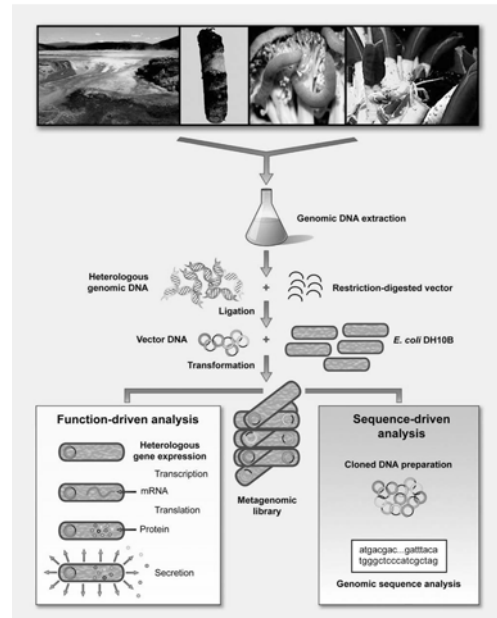 Genomic DNA extraction
Heterologous
genomic DNA
+
Restriction-digested vector
Ligation
Vector DNA
+
E. coli DH10B
Transformation
Function-driven analysis
Heterologous
gene expression
Transcription
mRNA
Translation
Protein
Secretion
Metagenomic
library
Sequence-driven
analysis
Cloned DNA preparation
atgacgac...gatttaca
tgggctcccatcgctag
Genomic sequence analysis